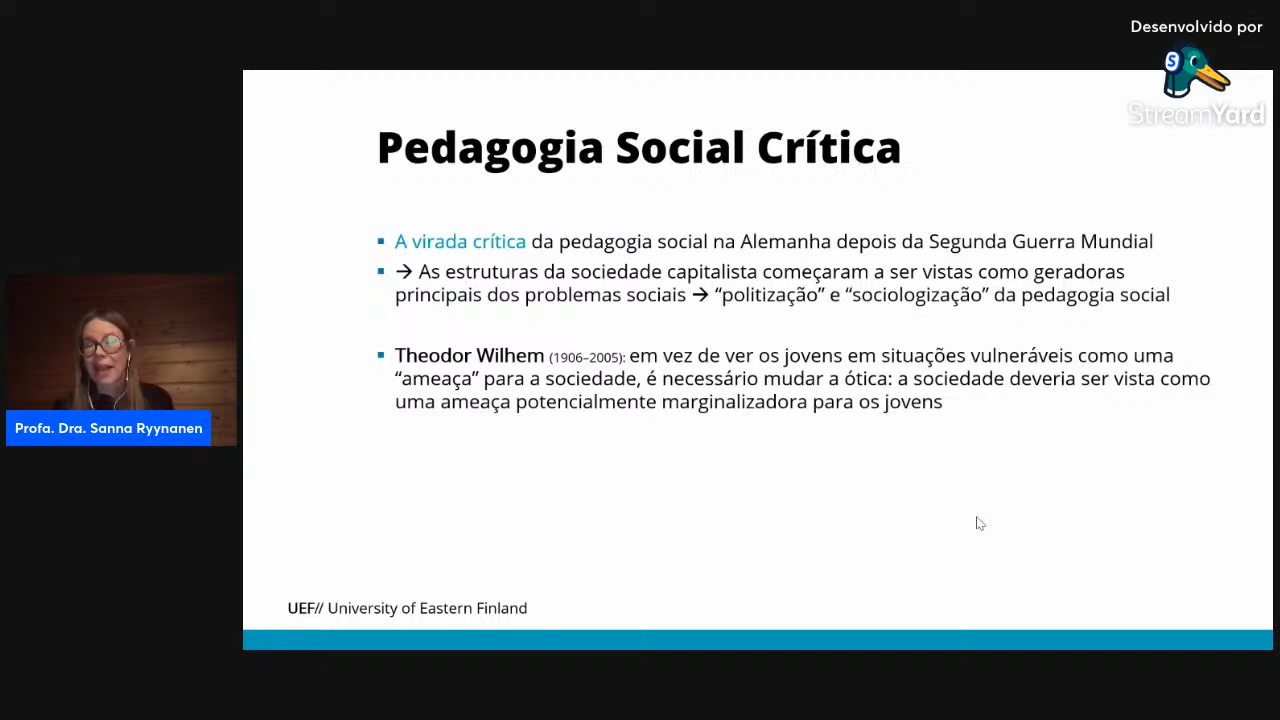 Desenvolvido por
StreamYard
Pedagogia Social Crítica
▪ A virada crítica da pedagogia social na Alemanha depois da Segunda Guerra Mundial
▪ → As estruturas da sociedade capitalista começaram a ser vistas como geradoras
principais dos problemas sociais → “politização” e “sociologização” da pedagogia social
▪ Theodor Wilhem (1906–2005): em vez de ver os jovens em situações vulneráveis como uma
“ameaça” para a sociedade, é necessário mudar a ótica: a sociedade deveria ser vista como
uma ameaça potencialmente marginalizadora para os jovens
Profa. Dra. Sanna Ryynanen
UEF// University of Eastern Finland